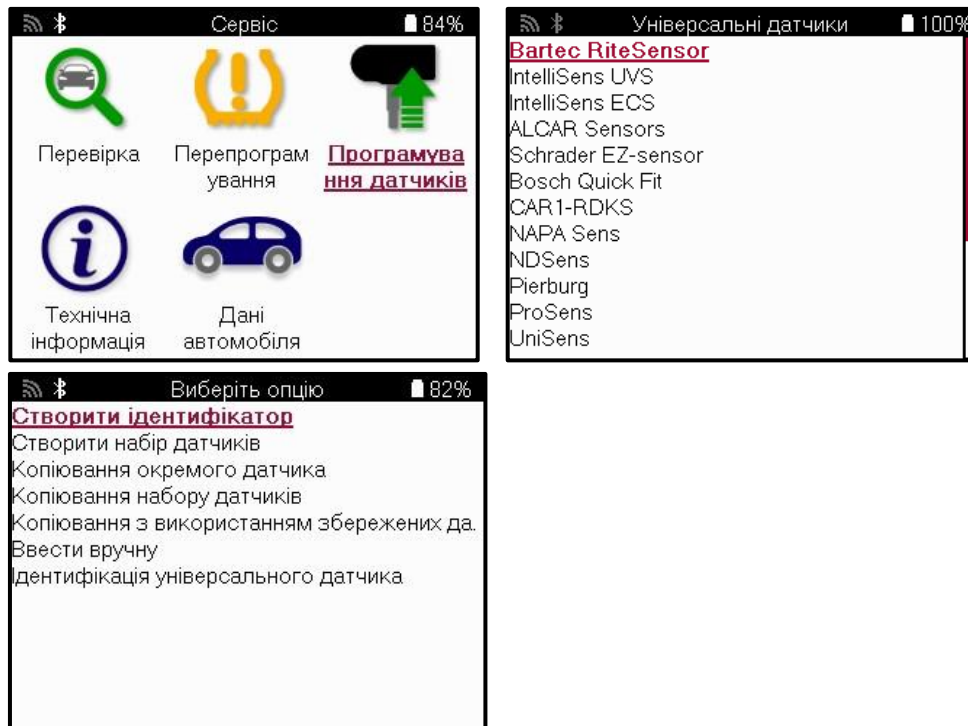 Сервіс 84%
Перевірка
Перепрограм
ування
Програмува
ння датчиків
Технічна
інформація
Дані
автомобіля
Універсальні датчики 100%
Bartec RiteSensor
IntelliSens UVS
IntelliSens ECS
ALCAR Sensors
Schrader EZ-sensor
Bosch Quick Fit
CAR1-RDKS
NAPA Sens
NDSens
Pierburg
ProSens
UniSens
Виберіть опцію 82%
Створити ідентифікатор
Створити набір датчиків
Копіювання окремого датчика
Копіювання набору датчиків
Копіювання з використанням збережених да.
Ввести вручну
Ідентифікація універсального датчика